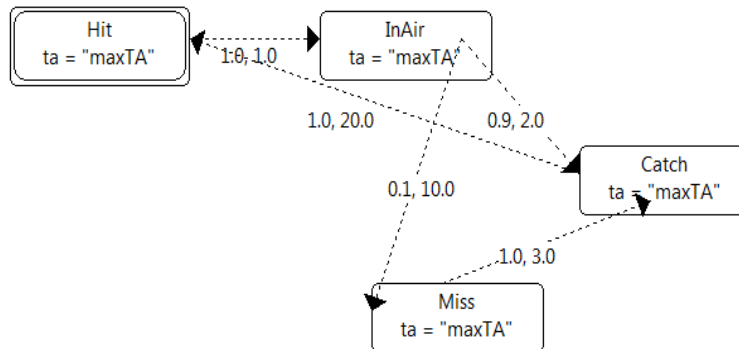 Hit
ta = "maxTA"
InAir
ta = "maxTA"
1.0, 1.0
1.0, 20.0
0.9, 2.0
Catch
ta = "maxTA"
0.1, 10.0
1.0, 3.0
Miss
ta = "maxTA"